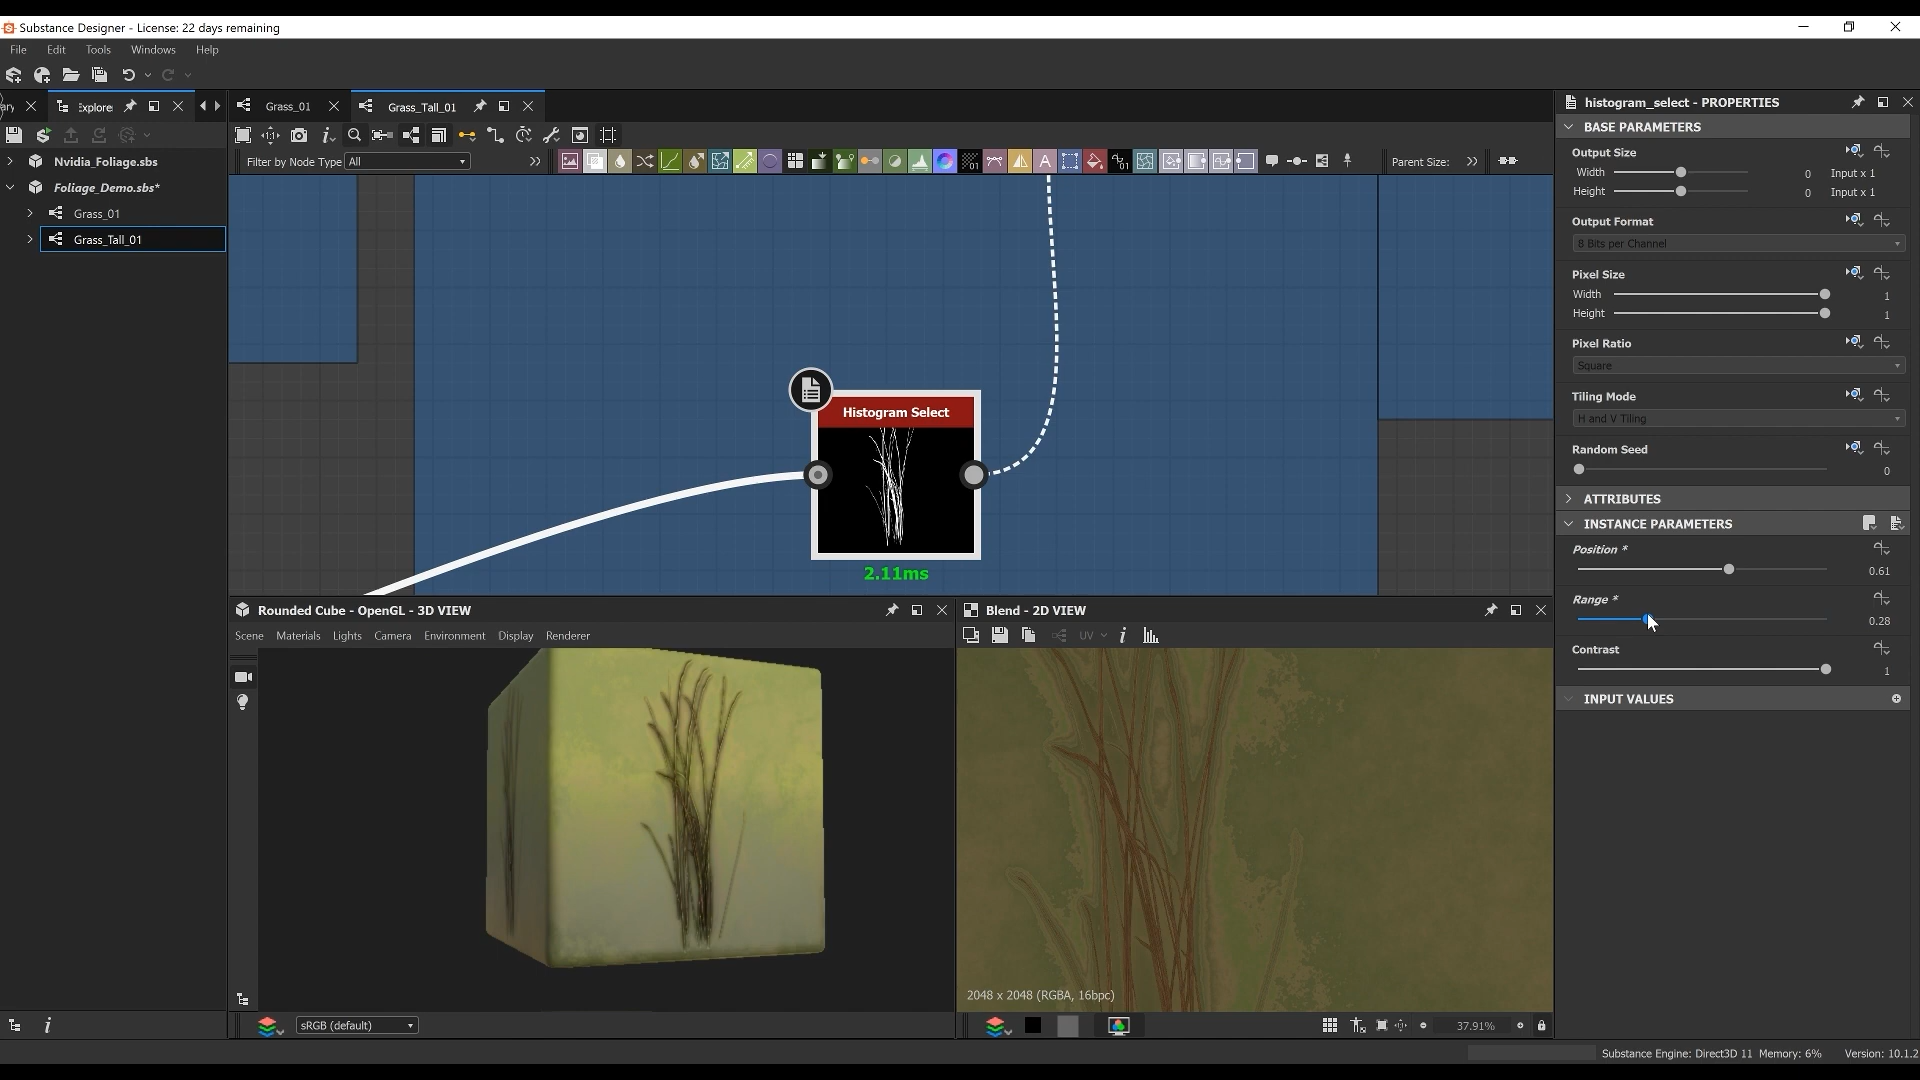 Substance Designer - License: 22 days remaining
File Edit Tools Windows Help
ary Explorer Grass_01 Grass_Tall_01
Filter by Node Type All Parent Size:
Nvidia_Foliage.sbs
Foliage_Demo.sbs*
Grass_01
Grass_Tall_01
Histogram Select
2.11ms
Rounded Cube - OpenGL - 3D VIEW
Scene Materials Lights Camera Environment Display Renderer
sRGB (default)
Blend - 2D VIEW
UV
2048 x 2048 (RGBA, 16bpc)
37.91%
histogram_select - PROPERTIES
BASE PARAMETERS
Output Size
Width 0 Input x 1
Height 0 Input x 1
Output Format
8 Bits per Channel
Pixel Size
Width 1
Height 1
Pixel Ratio
Square
Tiling Mode
H and V Tiling
Random Seed
0
ATTRIBUTES
INSTANCE PARAMETERS
Position *
0.61
Range *
0.28
Contrast
1
INPUT VALUES
Substance Engine: Direct3D 11 Memory: 6% Version: 10.1.2